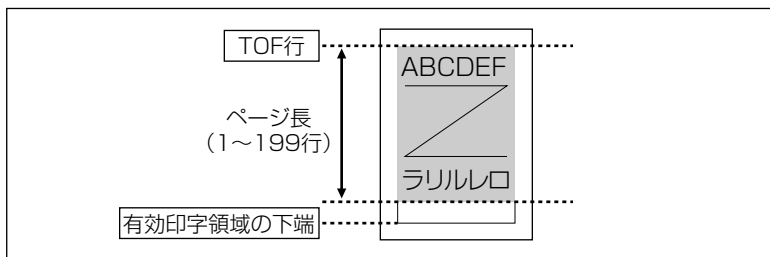 TOF行
ABCDEF
ページ長
（1～199行）
ラリルレロ
有効印字領域の下端